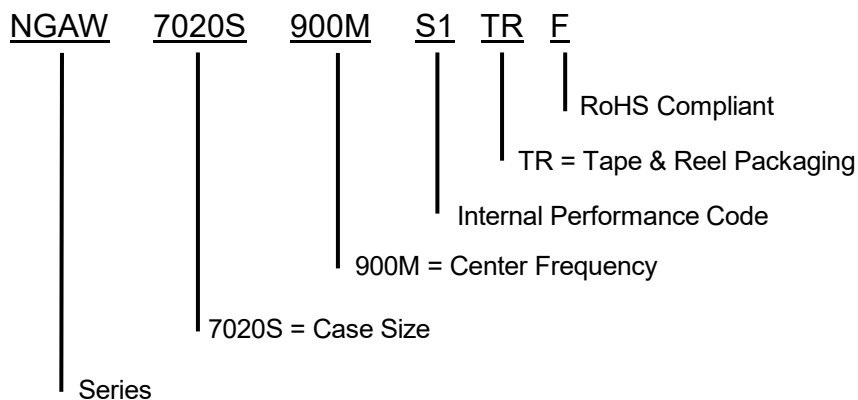 NGAW 7020S 900M S1 TR F
RoHS Compliant
TR = Tape & Reel Packaging
Internal Performance Code
900M = Center Frequency
7020S = Case Size
Series